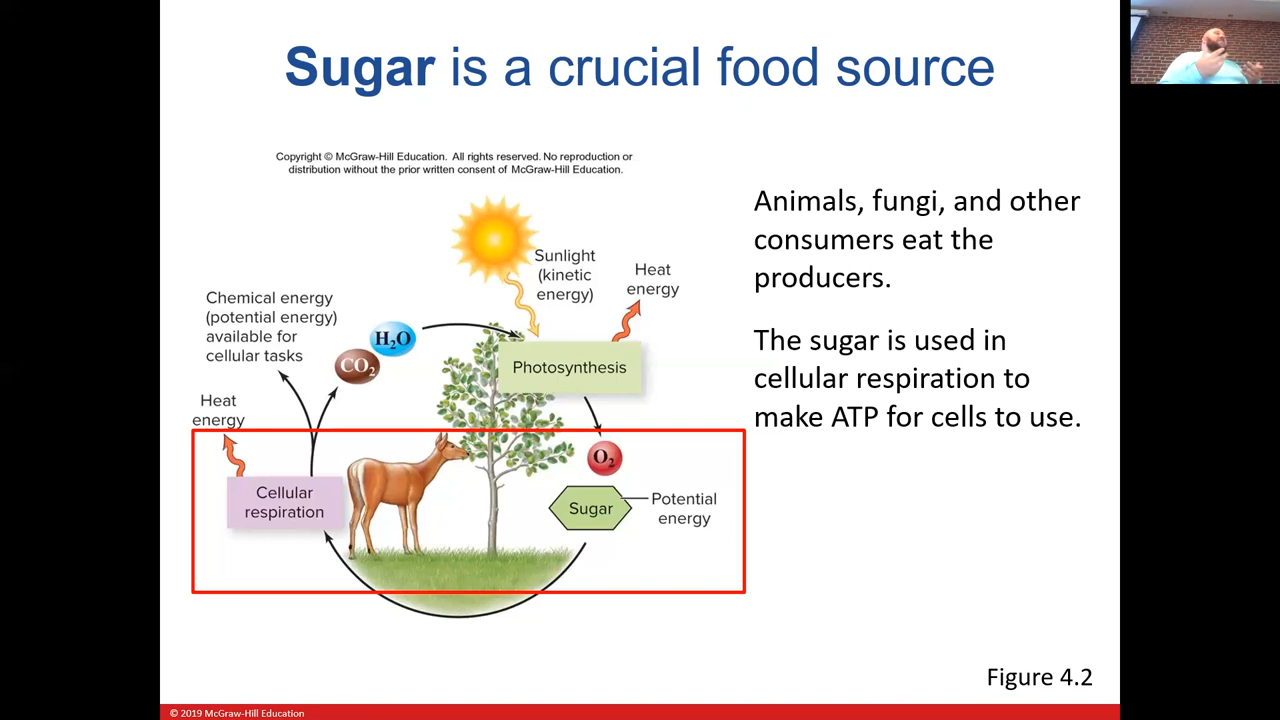 Sugar is a crucial food source
Copyright © McGraw-Hill Education. All rights reserved. No reproduction or
distribution without the prior written consent of McGraw-Hill Education.
Animals, fungi, and other
consumers eat the
producers.
The sugar is used in
cellular respiration to
make ATP for cells to use.
Sunlight
(kinetic
energy)
Heat
energy
Chemical energy
(potential energy)
available for
cellular tasks
H₂O
CO₂
Photosynthesis
Heat
energy
O₂
Cellular
respiration
Sugar
Potential
energy
Figure 4.2
© 2019 McGraw-Hill Education